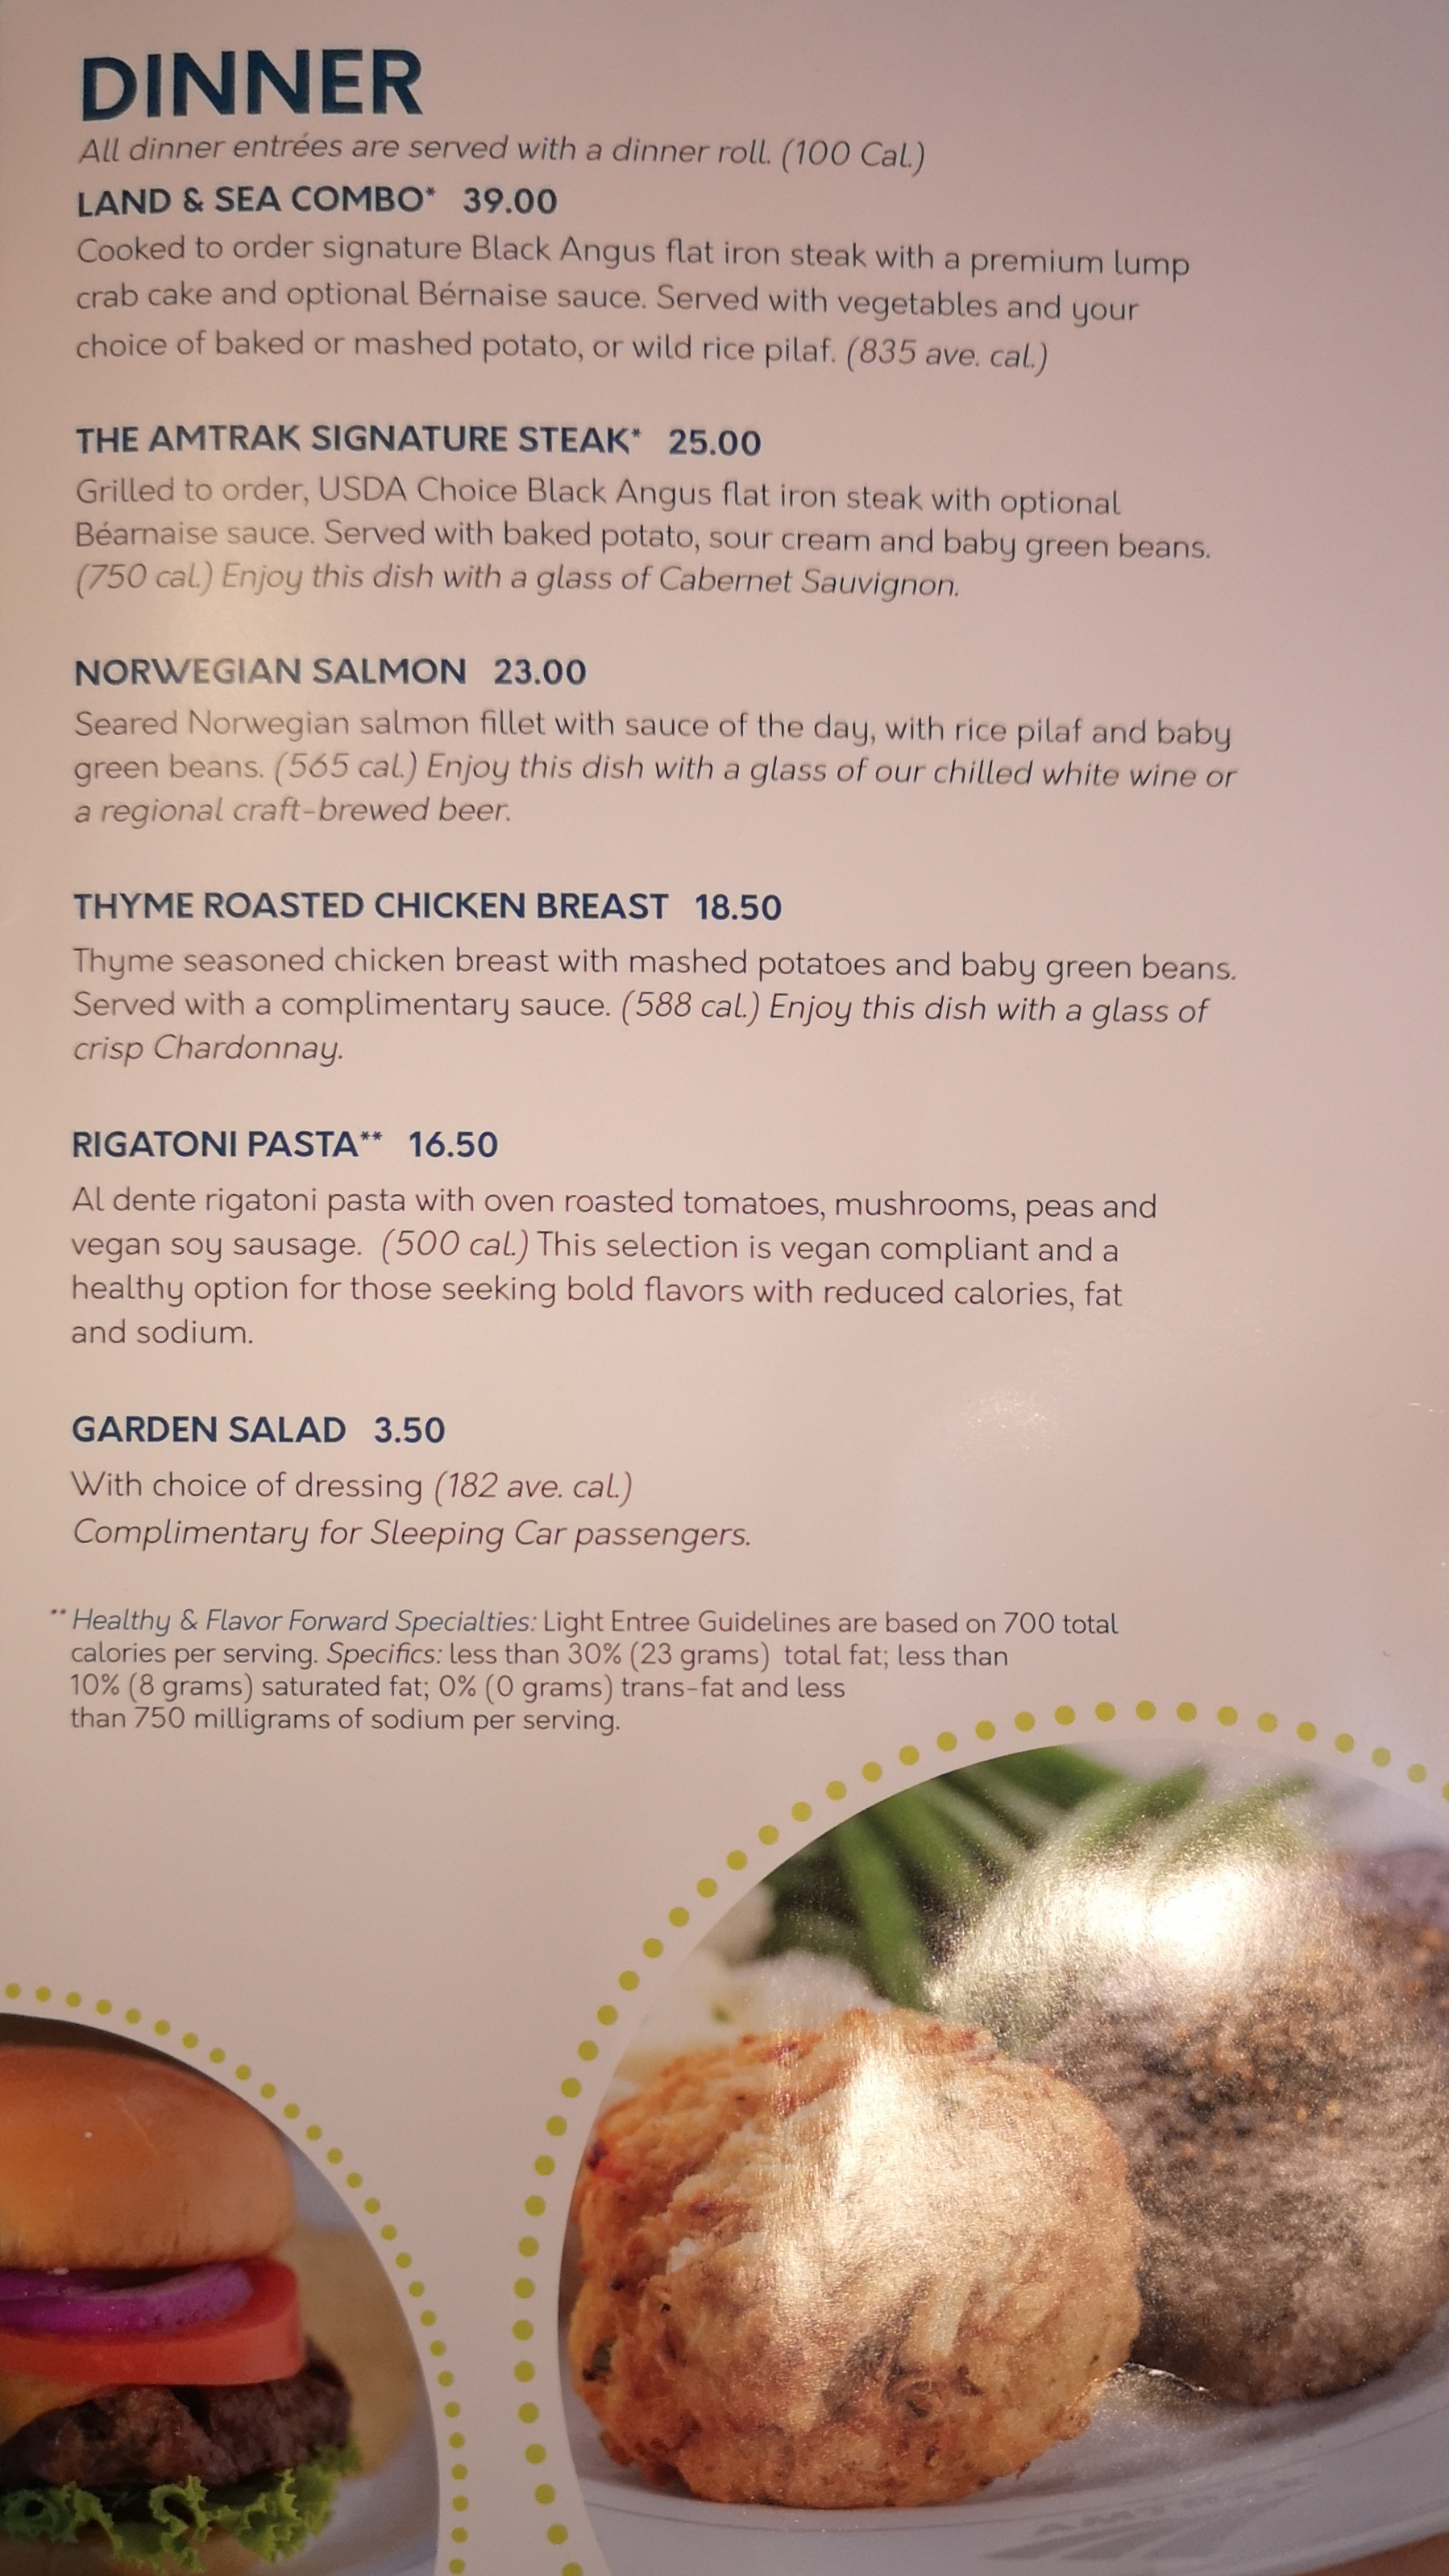 DINNER
All dinner entrées are served with a dinner roll. (100 Cal.)
LAND & SEA COMBO* 39.00
Cooked to order signature Black Angus flat iron steak with a premium lump
crab cake and optional Bérnaise sauce. Served with vegetables and your
choice of baked or mashed potato, or wild rice pilaf. (835 ave. cal.)
THE AMTRAK SIGNATURE STEAK* 25.00
Grilled to order, USDA Choice Black Angus flat iron steak with optional
Béarnaise sauce. Served with baked potato, sour cream and baby green beans.
(750 cal.) Enjoy this dish with a glass of Cabernet Sauvignon.
NORWEGIAN SALMON 23.00
Seared Norwegian salmon fillet with sauce of the day, with rice pilaf and baby
green beans. (565 cal.) Enjoy this dish with a glass of our chilled white wine or
a regional craft-brewed beer.
THYME ROASTED CHICKEN BREAST 18.50
Thyme seasoned chicken breast with mashed potatoes and baby green beans.
Served with a complimentary sauce. (588 cal.) Enjoy this dish with a glass of
crisp Chardonnay.
RIGATONI PASTA** 16.50
Al dente rigatoni pasta with oven roasted tomatoes, mushrooms, peas and
vegan soy sausage. (500 cal.) This selection is vegan compliant and a
healthy option for those seeking bold flavors with reduced calories, fat
and sodium.
GARDEN SALAD 3.50
With choice of dressing (182 ave. cal.)
Complimentary for Sleeping Car passengers.
** Healthy & Flavor Forward Specialties: Light Entree Guidelines are based on 700 total
calories per serving. Specifics: less than 30% (23 grams) total fat; less than
10% (8 grams) saturated fat; 0% (0 grams) trans-fat and less
than 750 milligrams of sodium per serving.